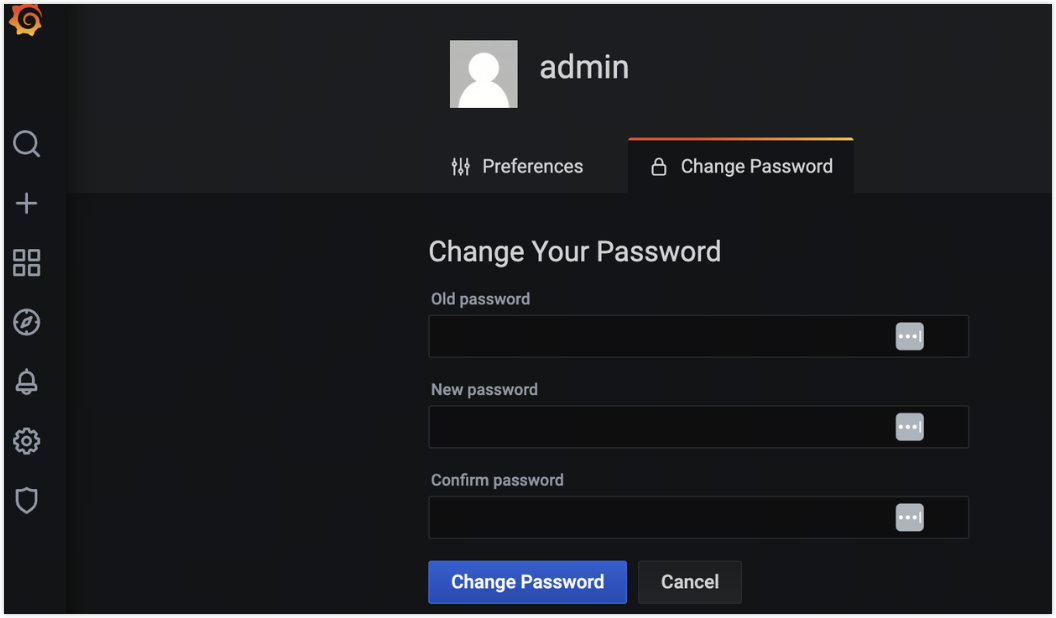 admin
Preferences
Change Password
Change Your Password
Old password
New password
Confirm password
Change Password
Cancel